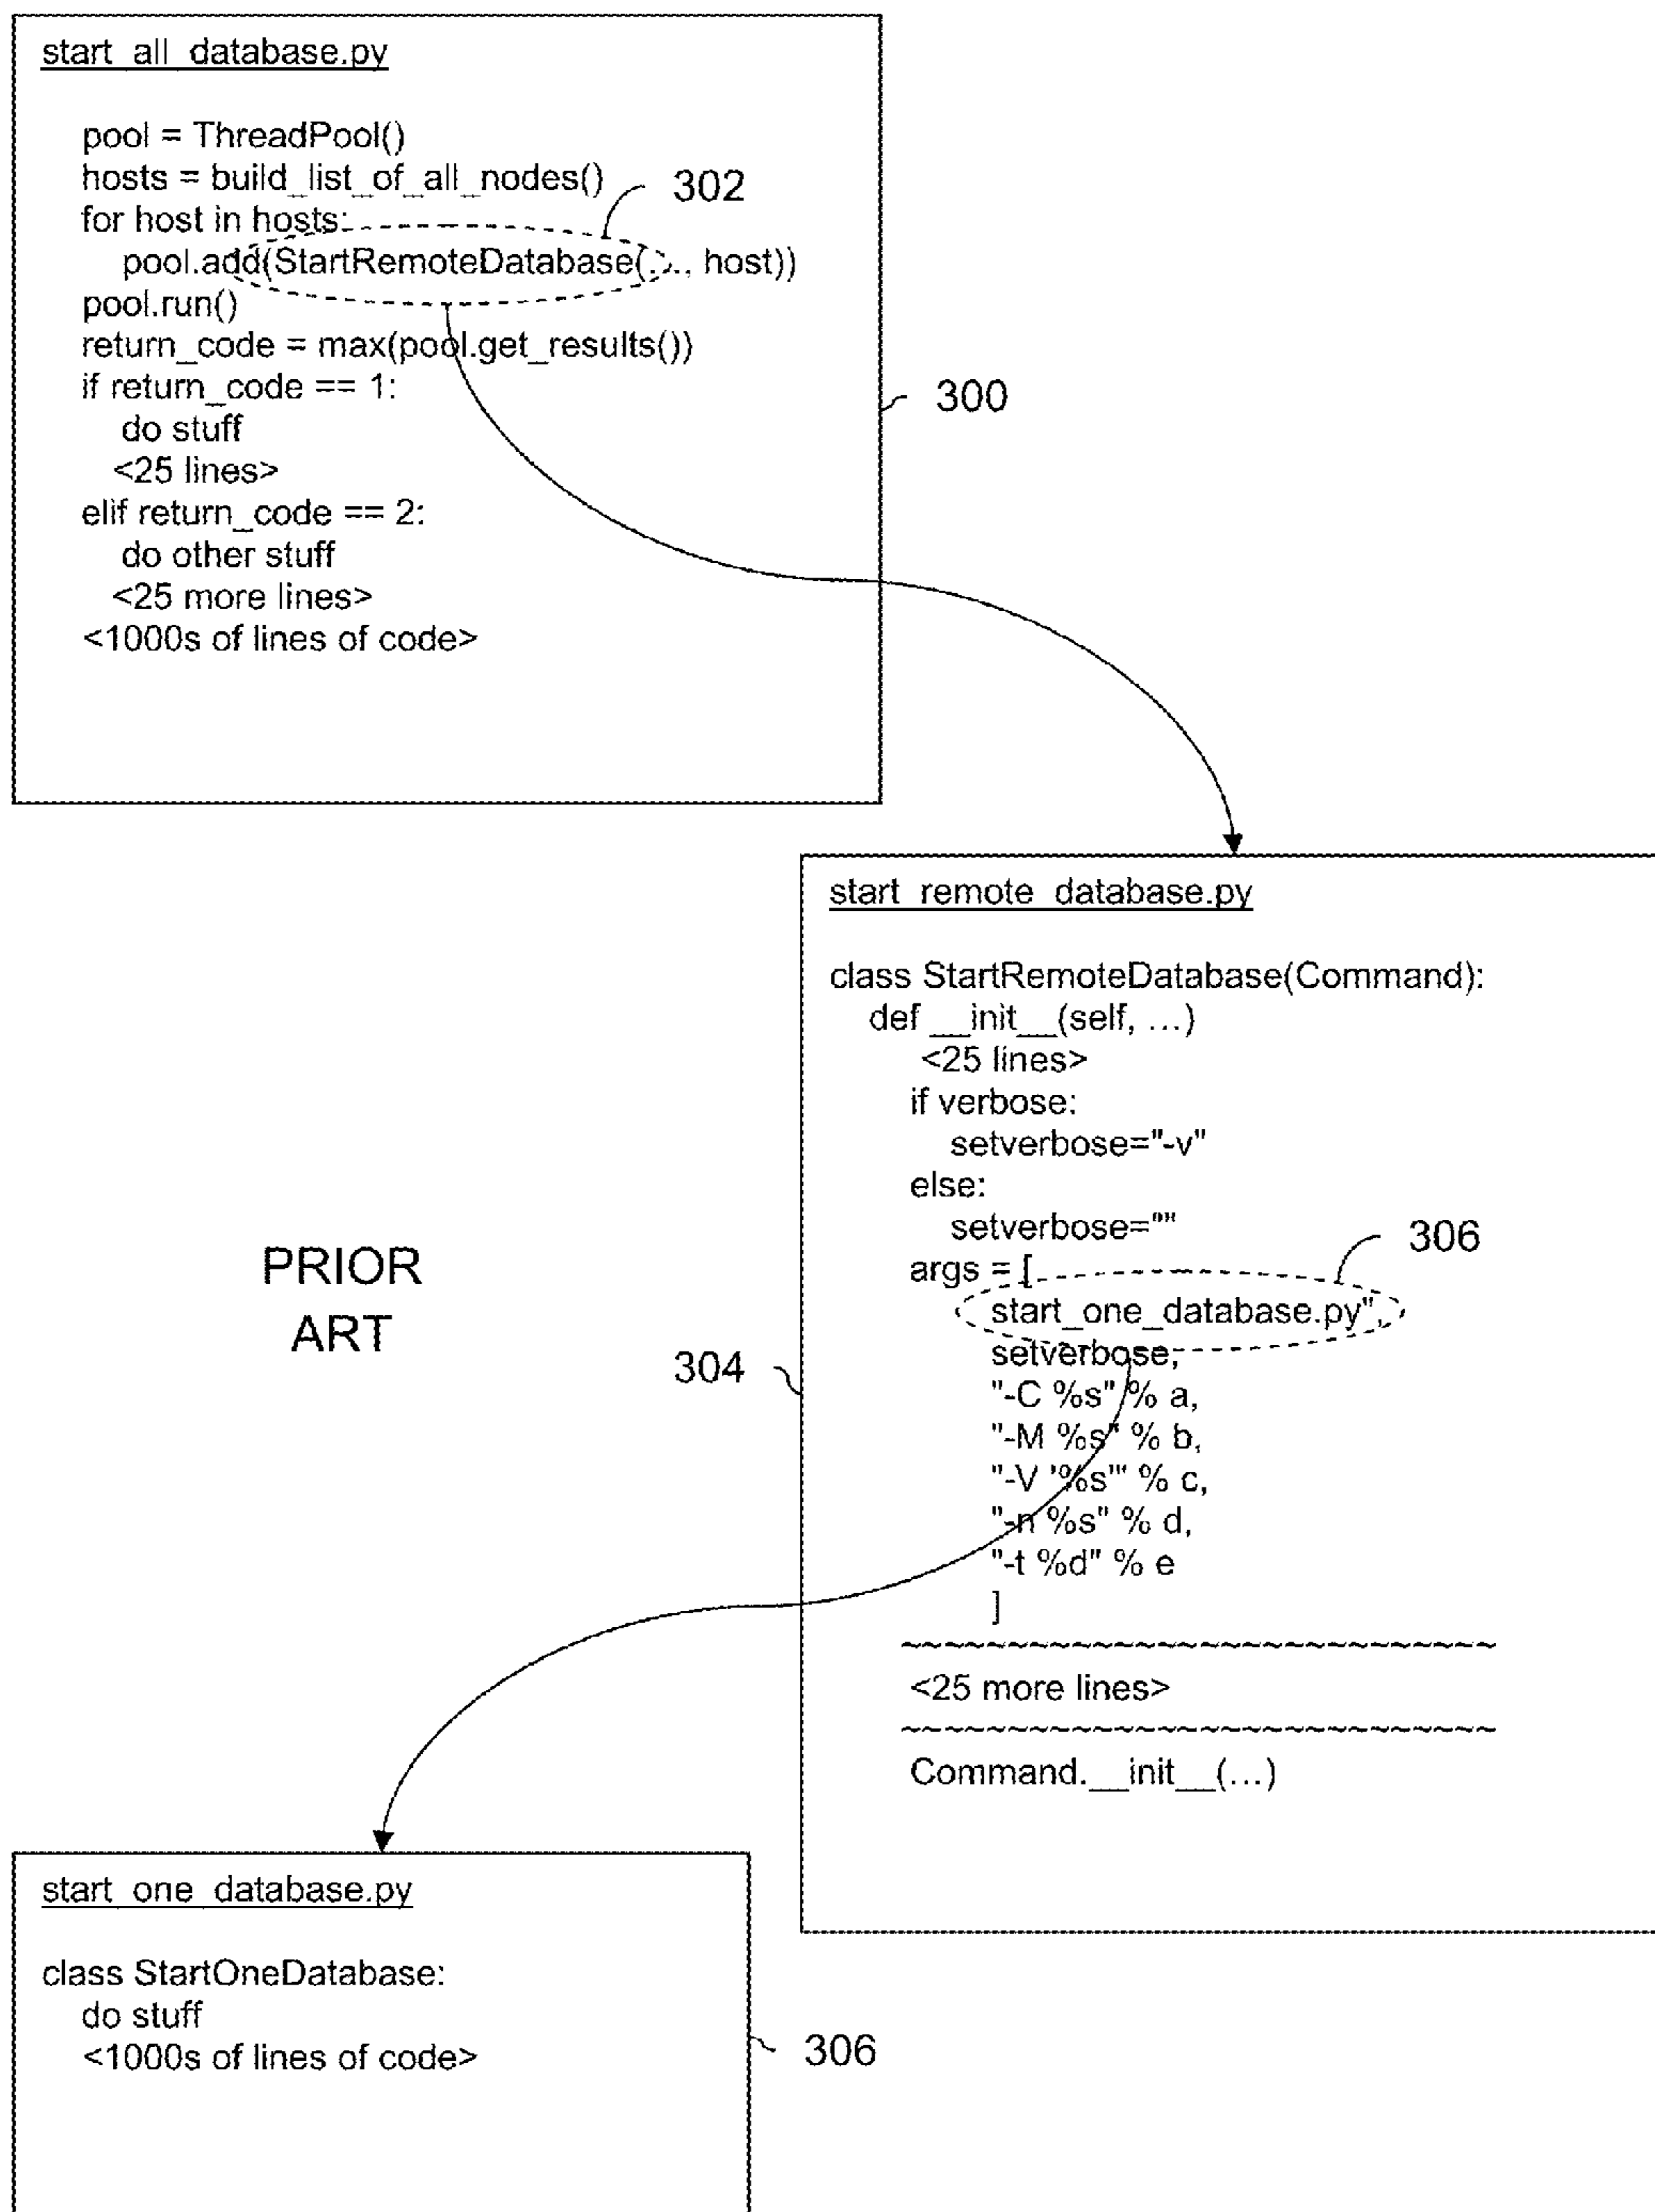 start_all_database.py
pool = ThreadPool()
hosts = build_list_of_all_nodes()
302
for host in hosts:
pool.add(StartRemoteDatabase(..., host))
pool.run()
return_code = max(pool.get_results())
if return_code == 1:
300
do stuff
<25 lines>
elif return_code == 2:
do other stuff
<25 more lines>
<1000s of lines of code>
start_remote_database.py
class StartRemoteDatabase(Command):
def __init__(self, …)
<25 lines>
if verbose:
setverbose="-v"
else:
setverbose=""
306
args = [
start_one_database.py",
setverbose,
"-C %s" % a,
"-M %s" % b,
"-V '%s'" % c,
"-n %s" % d,
"-t %d" % e
]
~~~~~~~~~~~~~~~~~~~~~~~~~~~~
<25 more lines>
~~~~~~~~~~~~~~~~~~~~~~~~~~~~
Command.__init__(…)
304
PRIOR
ART
start_one_database.py
class StartOneDatabase:
do stuff
<1000s of lines of code>
306